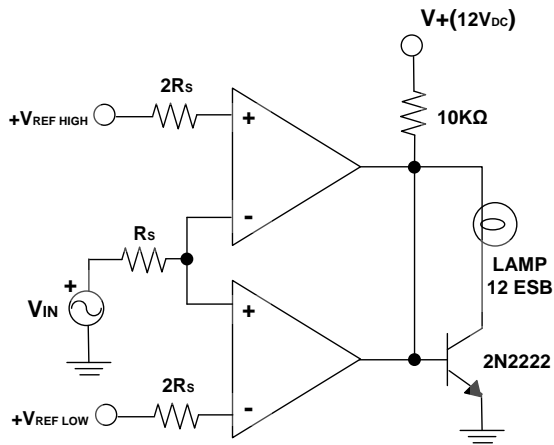 V+(12VDC)
2RS
+VREF HIGH
+
10KΩ
-
RS
LAMP
12 ESB
+
VIN
+
2N2222
2RS
-
+VREF LOW